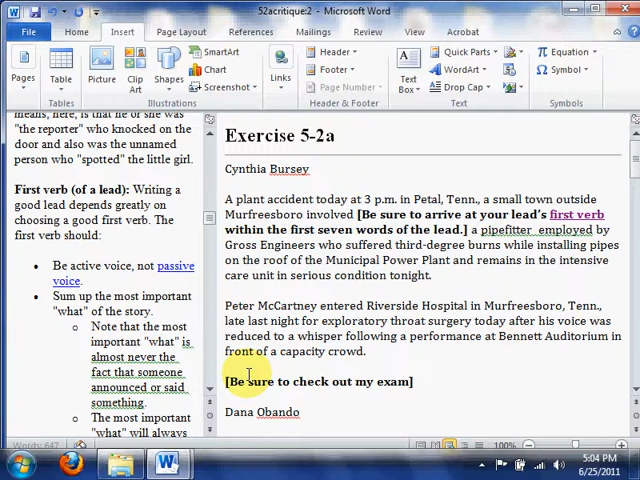 52acritique:2 - Microsoft Word
File Home Insert Page Layout References Mailings Review View Acrobat
Pages
Table
Tables
Picture
Clip Art
Shapes
SmartArt
Chart
Screenshot
Illustrations
Links
Header
Footer
Page Number
Header & Footer
Text Box
Quick Parts
WordArt
Drop Cap
Text
Equation
Symbol
Symbols
means, here, is that he or she was
"the reporter" who knocked on the
door and also was the unnamed
person who "spotted" the little girl.
First verb (of a lead): Writing a
good lead depends greatly on
choosing a good first verb. The
first verb should:
Be active voice, not passive
voice.
Sum up the most important
"what" of the story.
Note that the most
important "what" is
almost never the
fact that someone
announced or said
something.
The most important
"what" will always
Exercise 5-2a
Cynthia Bursey
A plant accident today at 3 p.m. in Petal, Tenn., a small town outside
Murfreesboro involved [Be sure to arrive at your lead's first verb
within the first seven words of the lead.] a pipefitter employed by
Gross Engineers who suffered third-degree burns while installing pipes
on the roof of the Municipal Power Plant and remains in the intensive
care unit in serious condition tonight.
Peter McCartney entered Riverside Hospital in Murfreesboro, Tenn.,
late last night for exploratory throat surgery today after his voice was
reduced to a whisper following a performance at Bennett Auditorium in
front of a capacity crowd.
[Be sure to check out my exam]
Dana Obando
Words: 647
100%
5:04 PM
6/25/2011